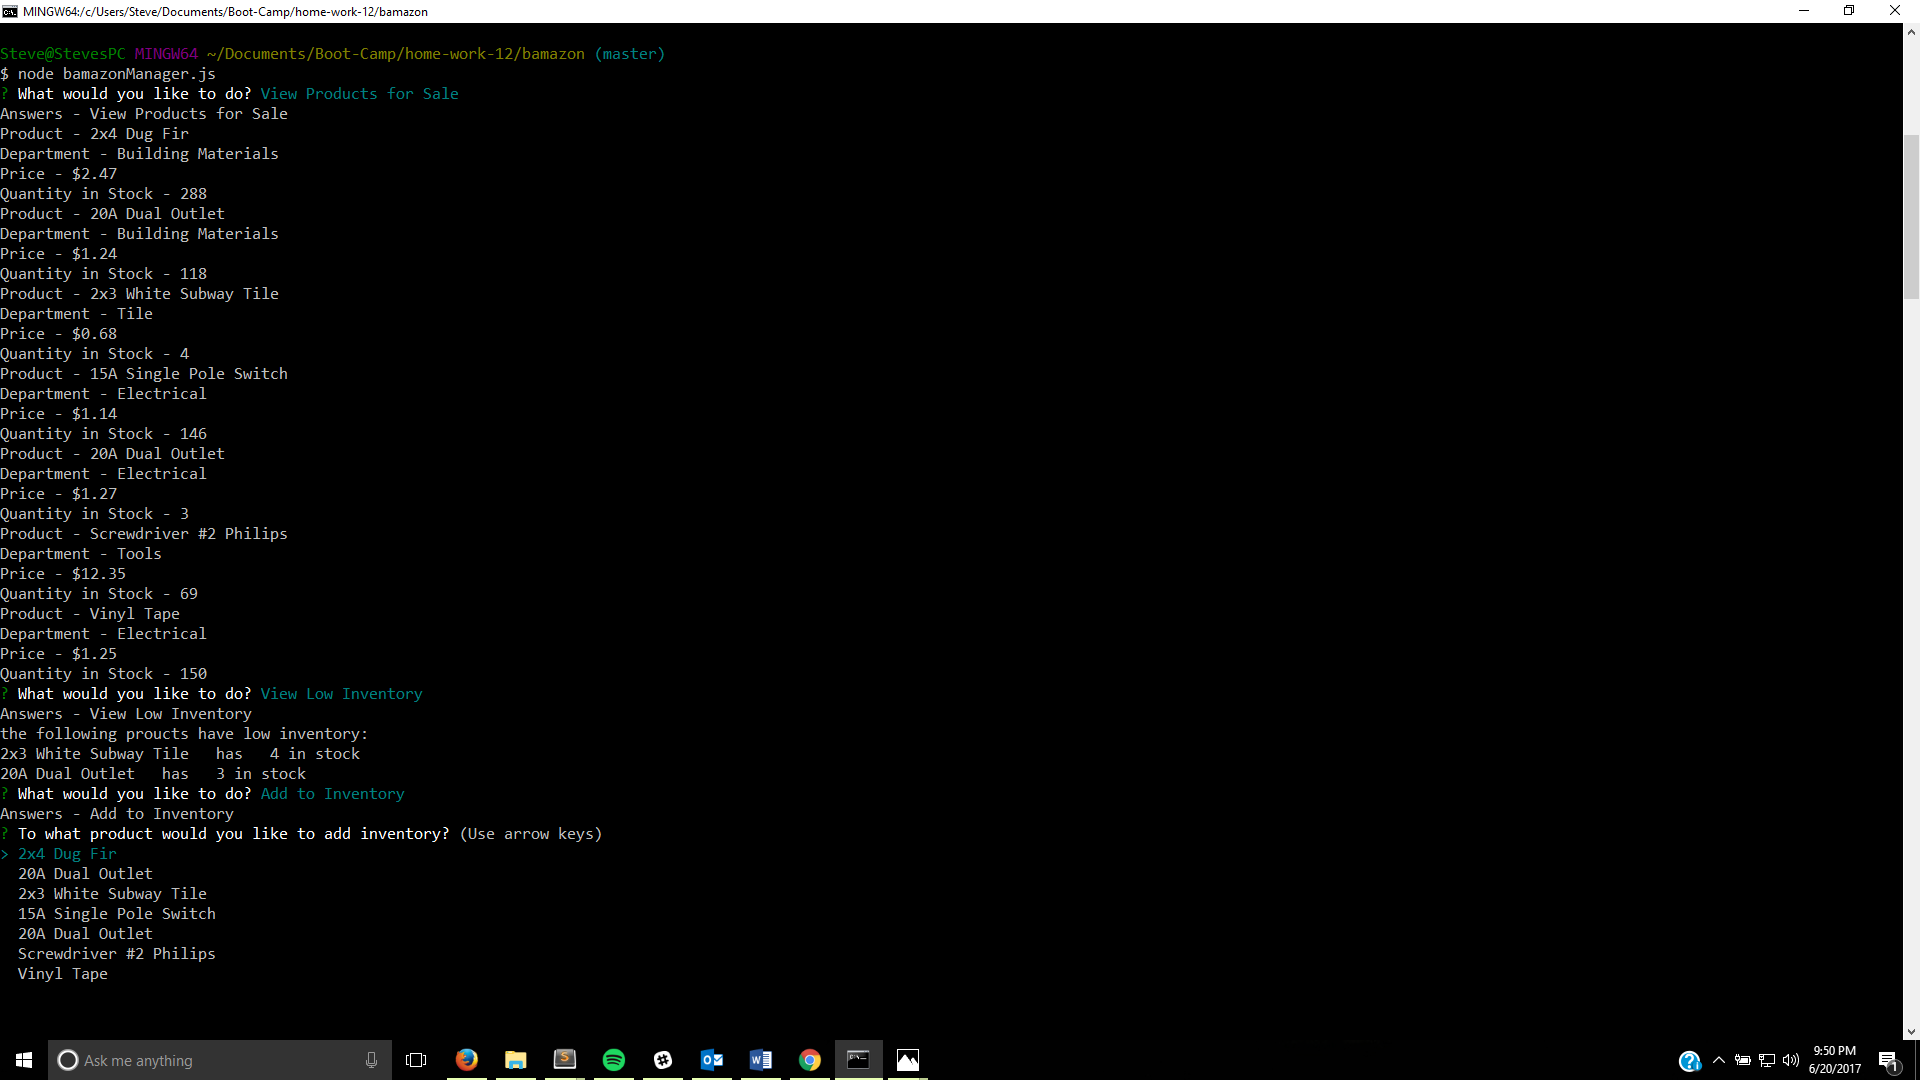 MINGW64:/c/Users/Steve/Documents/Boot-Camp/home-work-12/bamazon
Steve@StevesPC MINGW64 ~/Documents/Boot-Camp/home-work-12/bamazon (master)
$ node bamazonManager.js
? What would you like to do? View Products for Sale
Answers - View Products for Sale
Product - 2x4 Dug Fir
Department - Building Materials
Price - $2.47
Quantity in Stock - 288
Product - 20A Dual Outlet
Department - Building Materials
Price - $1.24
Quantity in Stock - 118
Product - 2x3 White Subway Tile
Department - Tile
Price - $0.68
Quantity in Stock - 4
Product - 15A Single Pole Switch
Department - Electrical
Price - $1.14
Quantity in Stock - 146
Product - 20A Dual Outlet
Department - Electrical
Price - $1.27
Quantity in Stock - 3
Product - Screwdriver #2 Philips
Department - Tools
Price - $12.35
Quantity in Stock - 69
Product - Vinyl Tape
Department - Electrical
Price - $1.25
Quantity in Stock - 150
? What would you like to do? View Low Inventory
Answers - View Low Inventory
the following proucts have low inventory:
2x3 White Subway Tile   has   4 in stock
20A Dual Outlet   has   3 in stock
? What would you like to do? Add to Inventory
Answers - Add to Inventory
? To what product would you like to add inventory? (Use arrow keys)
> 2x4 Dug Fir
20A Dual Outlet
2x3 White Subway Tile
15A Single Pole Switch
20A Dual Outlet
Screwdriver #2 Philips
Vinyl Tape
Ask me anything
9:50 PM
6/20/2017
1